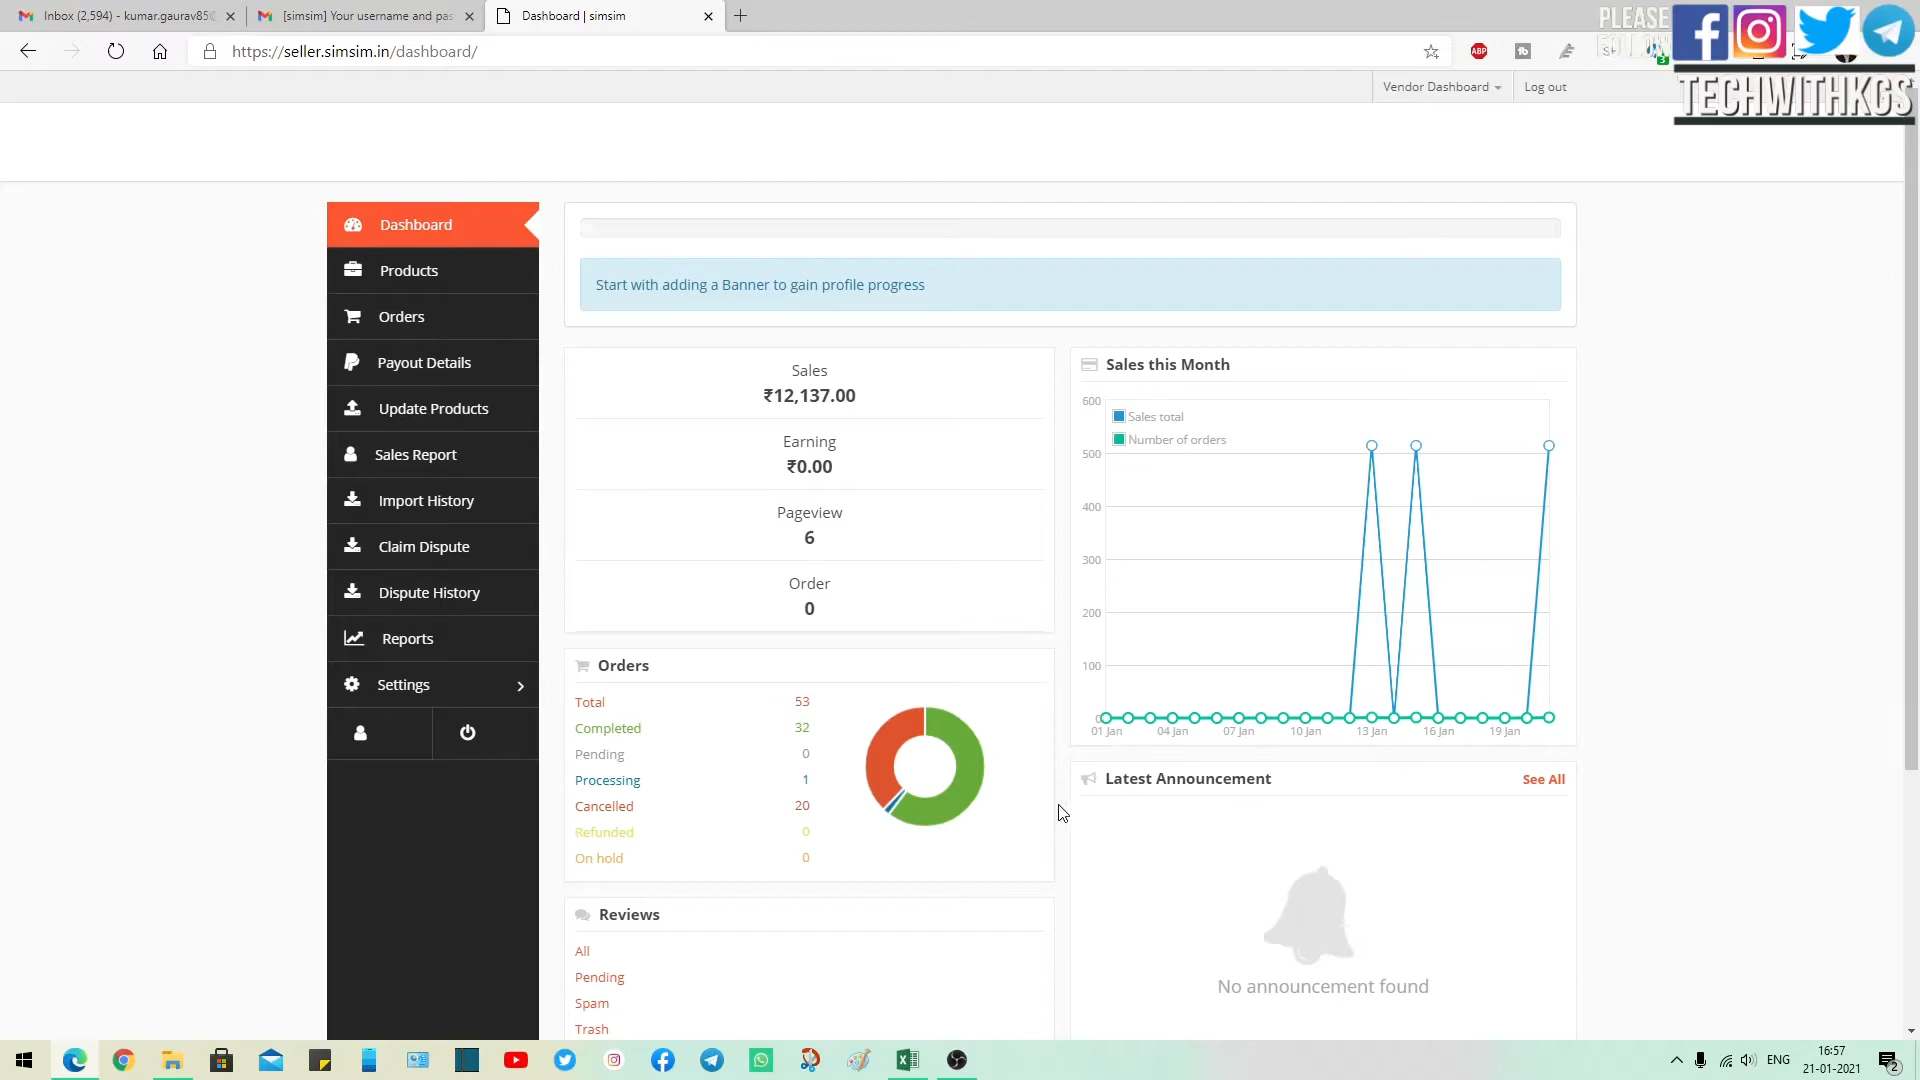 Inbox (2,594) - kumar.gaurav85@
[simsim] Your username and pas
Dashboard | simsim
https://seller.simsim.in/dashboard/
PLEASE
FOLLOW
TECHWITHKGS
Vendor Dashboard
Log out
Dashboard
Products
Orders
Payout Details
Update Products
Sales Report
Import History
Claim Dispute
Dispute History
Reports
Settings
Start with adding a Banner to gain profile progress
Sales
₹12,137.00
Earning
₹0.00
Pageview
6
Order
0
Orders
Total 53
Completed 32
Pending 0
Processing 1
Cancelled 20
Refunded 0
On hold 0
Reviews
All
Pending
Spam
Trash
Sales this Month
Sales total
Number of orders
600
500
400
300
200
100
0
01 Jan 04 Jan 07 Jan 10 Jan 13 Jan 16 Jan 19 Jan
Latest Announcement
See All
No announcement found
ENG
16:57
21-01-2021
2